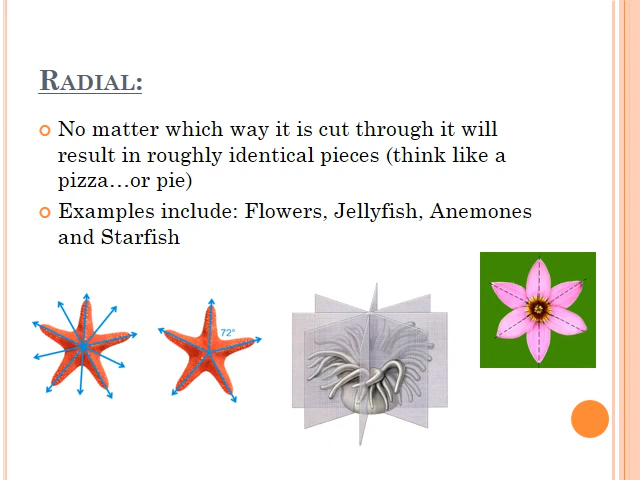 RADIAL:
No matter which way it is cut through it will
result in roughly identical pieces (think like a
pizza…or pie)
Examples include: Flowers, Jellyfish, Anemones
and Starfish
72°